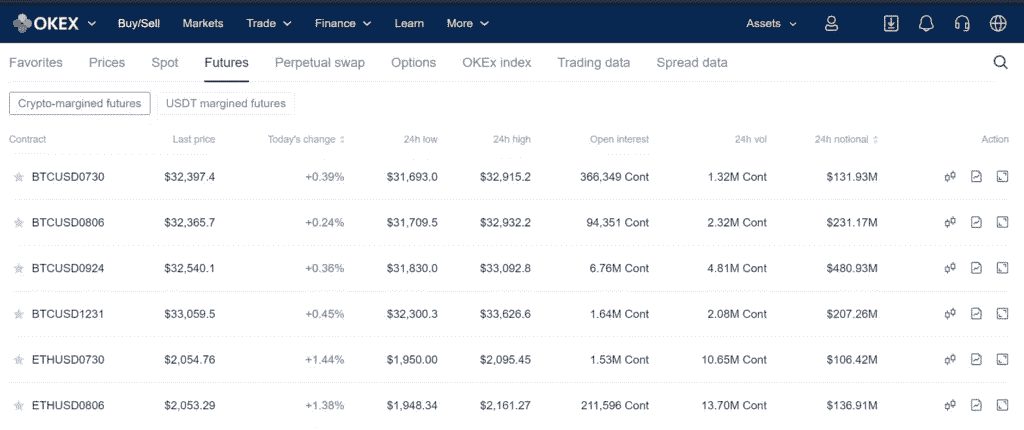 OKEX Buy/Sell Markets Trade Finance Learn More Assets
Favorites Prices Spot Futures Perpetual swap Options OKEx index Trading data Spread data
Crypto-margined futures USDT margined futures
Contract Last price Today's change 24h low 24h high Open interest 24h vol 24h notional Action
BTCUSD0730 $32,397.4 +0.39% $31,693.0 $32,915.2 366,349 Cont 1.32M Cont $131.93M
BTCUSD0806 $32,365.7 +0.24% $31,709.5 $32,932.2 94,351 Cont 2.32M Cont $231.17M
BTCUSD0924 $32,540.1 +0.36% $31,830.0 $33,092.8 6.76M Cont 4.81M Cont $480.93M
BTCUSD1231 $33,059.5 +0.45% $32,300.3 $33,626.6 1.64M Cont 2.08M Cont $207.26M
ETHUSD0730 $2,054.76 +1.44% $1,950.00 $2,095.45 1.53M Cont 10.65M Cont $106.42M
ETHUSD0806 $2,053.29 +1.38% $1,948.34 $2,161.27 211,596 Cont 13.70M Cont $136.91M